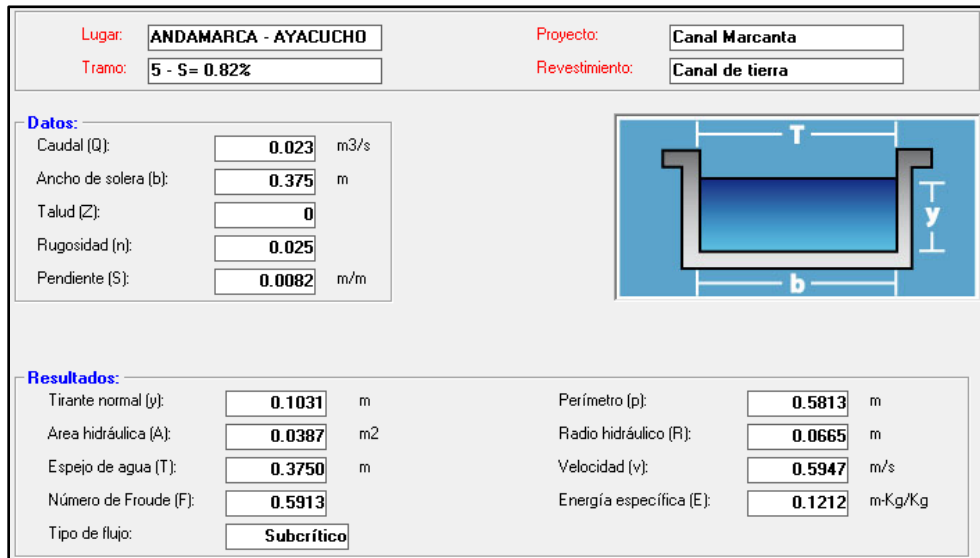 Lugar: ANDAMARCA - AYACUCHO Proyecto: Canal Marcanta
Tramo: 5 - S= 0.82% Revestimiento: Canal de tierra
Datos:
Caudal (Q): 0.023 m3/s
Ancho de solera (b): 0.375 m
Talud (Z): 0
Rugosidad (n): 0.025
Pendiente (S): 0.0082 m/m
T
y
b
Resultados:
Tirante normal (y): 0.1031 m Perímetro (p): 0.5813 m
Area hidráulica (A): 0.0387 m2 Radio hidráulico (R): 0.0665 m
Espejo de agua (T): 0.3750 m Velocidad (v): 0.5947 m/s
Número de Froude (F): 0.5913 Energía específica (E): 0.1212 m-Kg/Kg
Tipo de flujo: Subcrítico